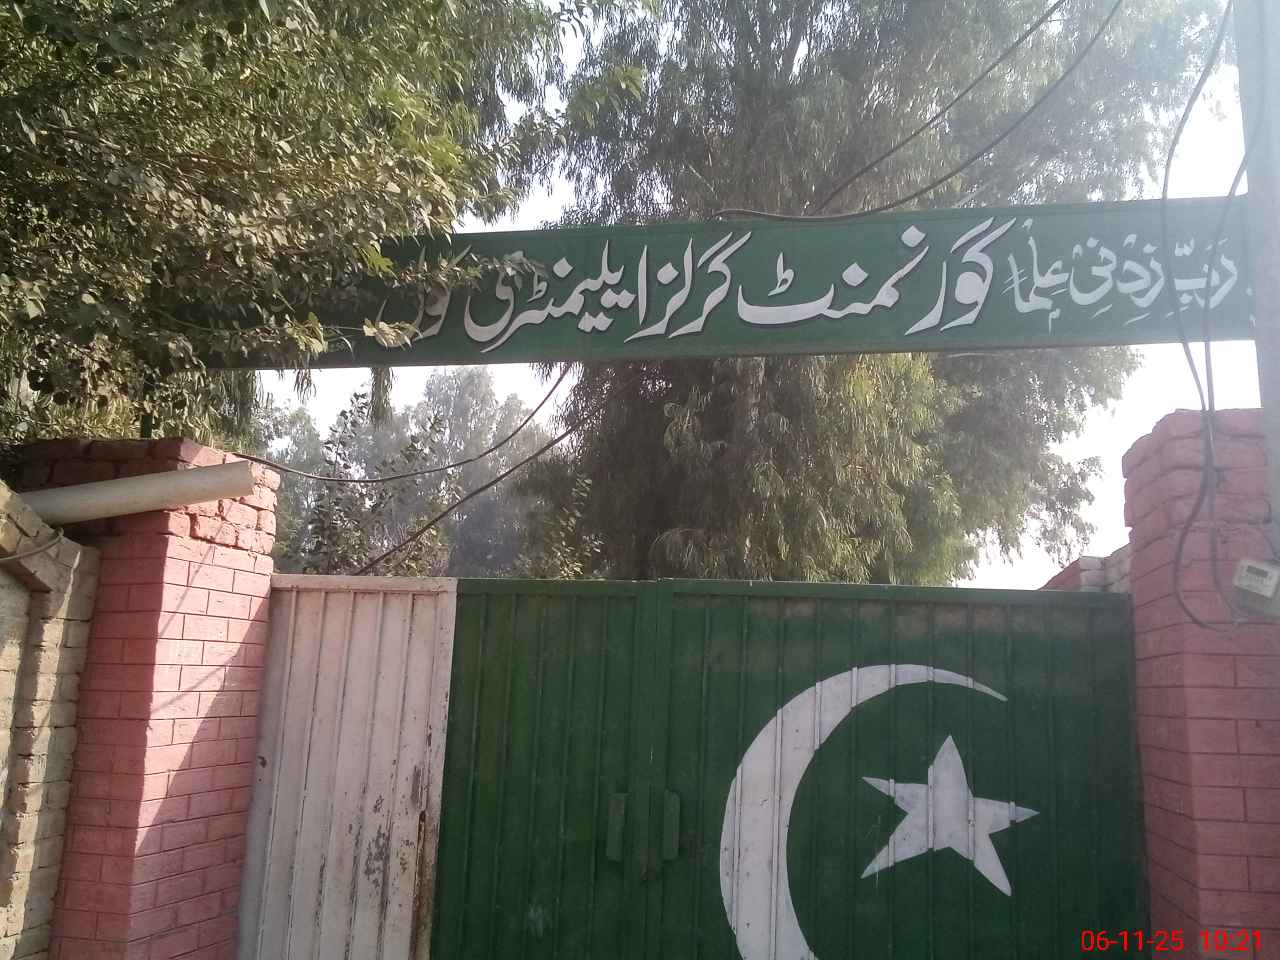 رَبِّ زِدْنِیْ عِلْمًا گورنمنٹ گرلز ایلیمنٹری
06-11-25 10:21